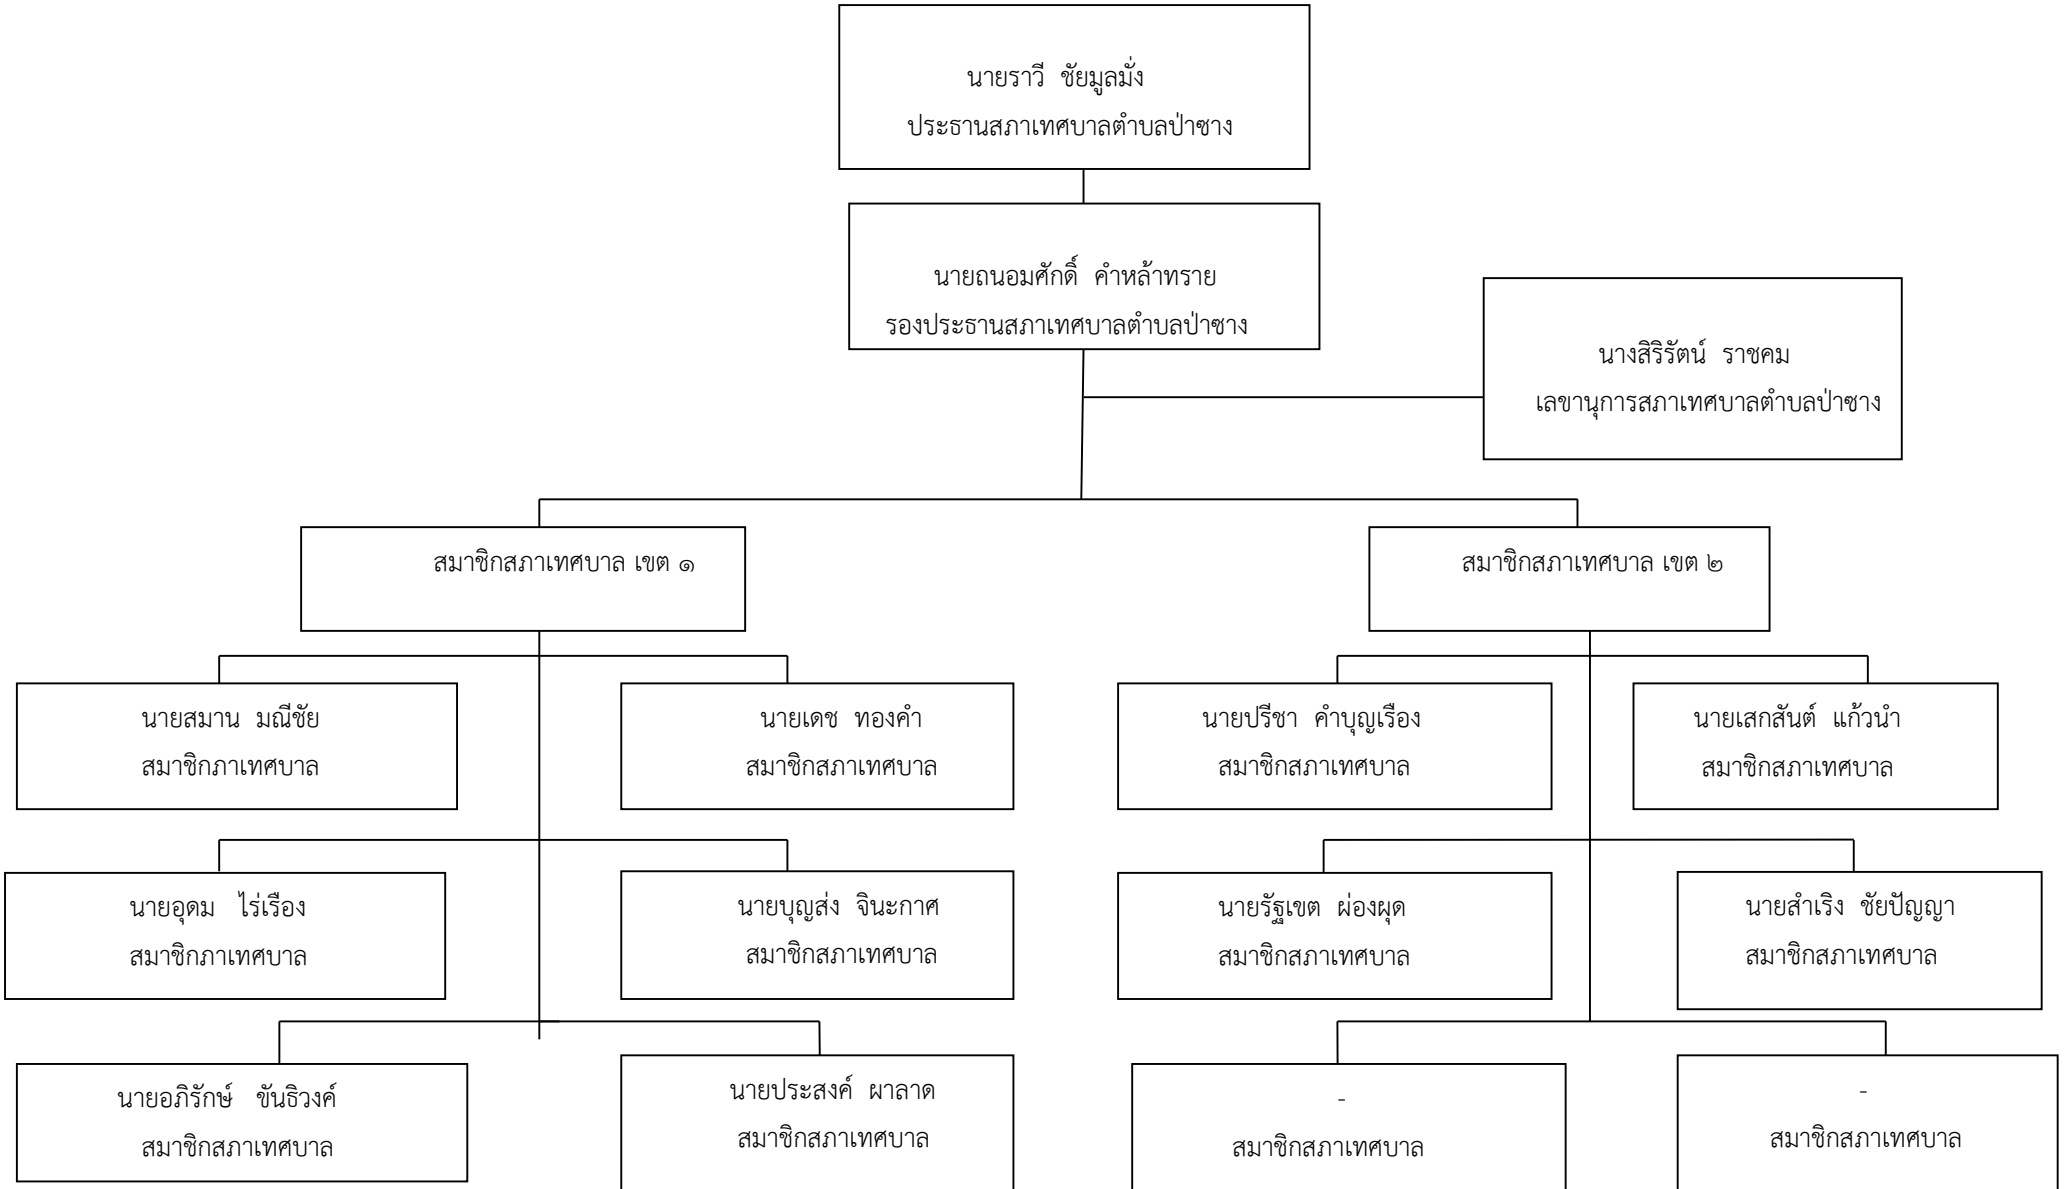 นายราวี ชัยมูลมั่ง
ประธานสภาเทศบาลตำบลป่าซาง
นายถนอมศักดิ์ คำหล้าทราย
รองประธานสภาเทศบาลตำบลป่าซาง
นางสิริรัตน์ ราชคม
เลขานุการสภาเทศบาลตำบลป่าซาง
สมาชิกสภาเทศบาล เขต ๑
สมาชิกสภาเทศบาล เขต ๒
นายสมาน มณีชัย
สมาชิกภาเทศบาล
นายเดช ทองคำ
สมาชิกสภาเทศบาล
นายปรีชา คำบุญเรือง
สมาชิกสภาเทศบาล
นายเสกสันต์ แก้วนำ
สมาชิกสภาเทศบาล
นายอุดม ไร่เรือง
สมาชิกภาเทศบาล
นายบุญส่ง จินะกาศ
สมาชิกสภาเทศบาล
นายรัฐเขต ผ่องผุด
สมาชิกสภาเทศบาล
นายสำเริง ชัยปัญญา
สมาชิกสภาเทศบาล
นายอภิรักษ์ ขันธิวงค์
สมาชิกสภาเทศบาล
นายประสงค์ ผาลาด
สมาชิกสภาเทศบาล
-
สมาชิกสภาเทศบาล
-
สมาชิกสภาเทศบาล